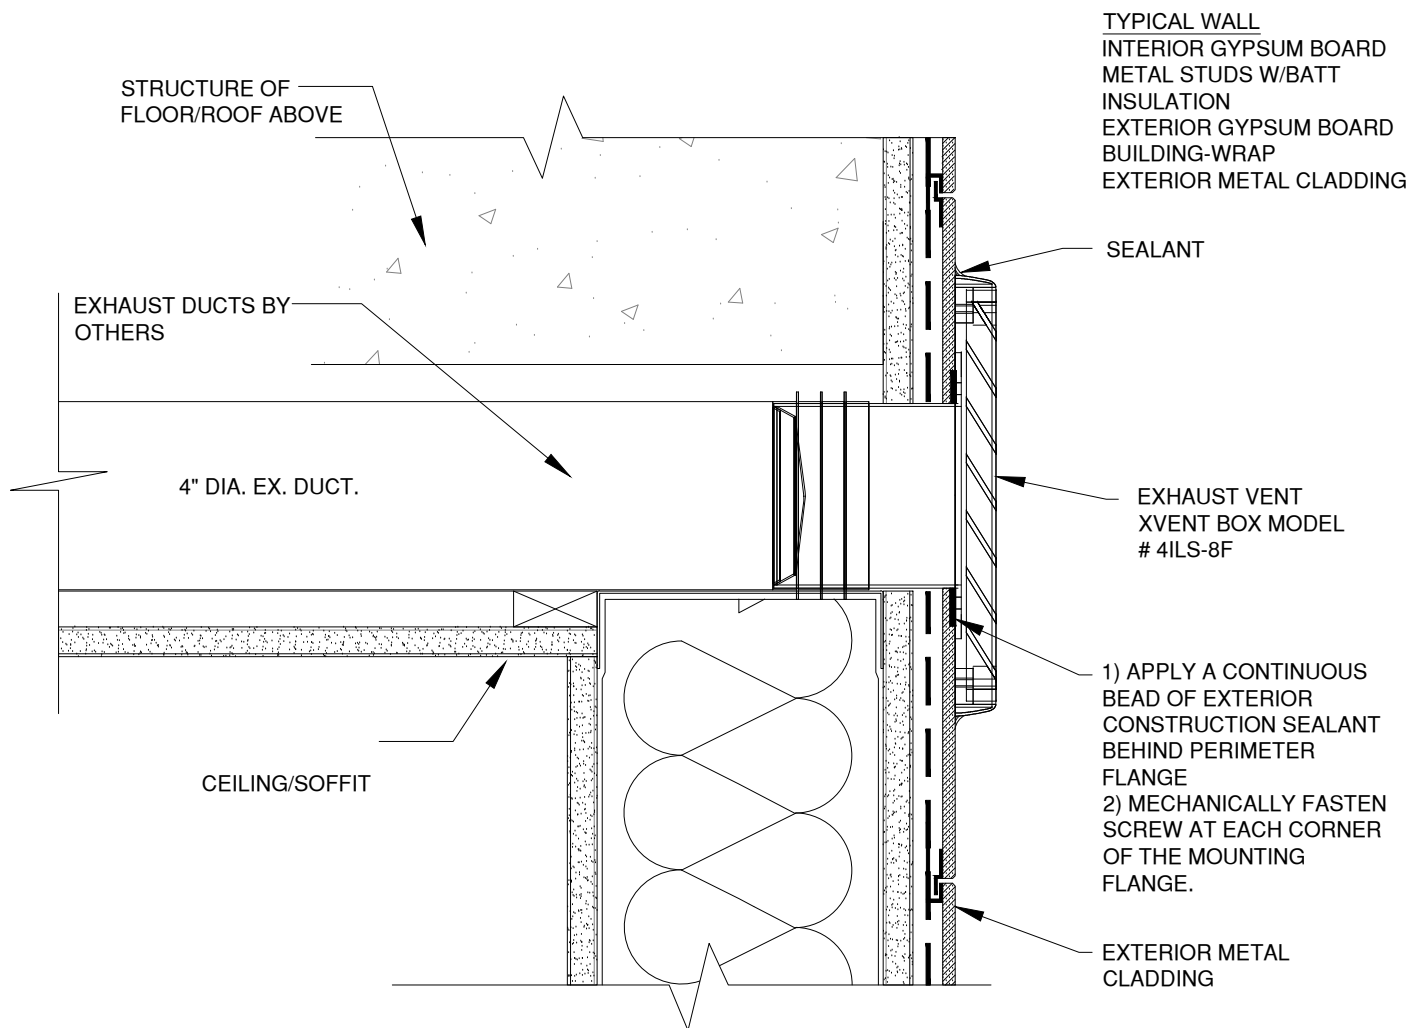 TYPICAL WALL
INTERIOR GYPSUM BOARD
METAL STUDS W/BATT
INSULATION
EXTERIOR GYPSUM BOARD
BUILDING-WRAP
EXTERIOR METAL CLADDING
STRUCTURE OF
FLOOR/ROOF ABOVE
SEALANT
EXHAUST DUCTS BY
OTHERS
4" DIA. EX. DUCT.
EXHAUST VENT
XVENT BOX MODEL
# 4ILS-8F
1) APPLY A CONTINUOUS
BEAD OF EXTERIOR
CONSTRUCTION SEALANT
BEHIND PERIMETER
FLANGE
2) MECHANICALLY FASTEN
SCREW AT EACH CORNER
OF THE MOUNTING
FLANGE.
CEILING/SOFFIT
EXTERIOR METAL
CLADDING